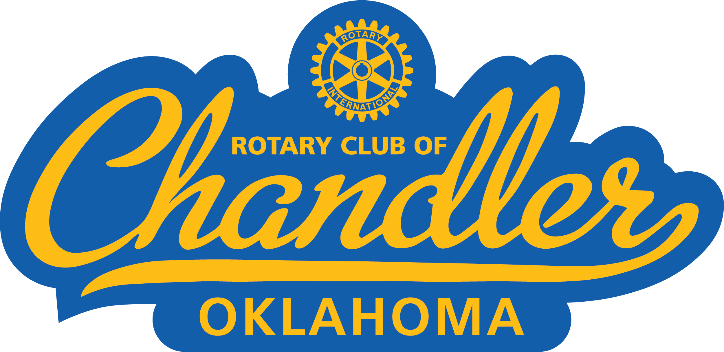 ROTARY
INTERNATIONAL
ROTARY CLUB OF
Chandler
OKLAHOMA